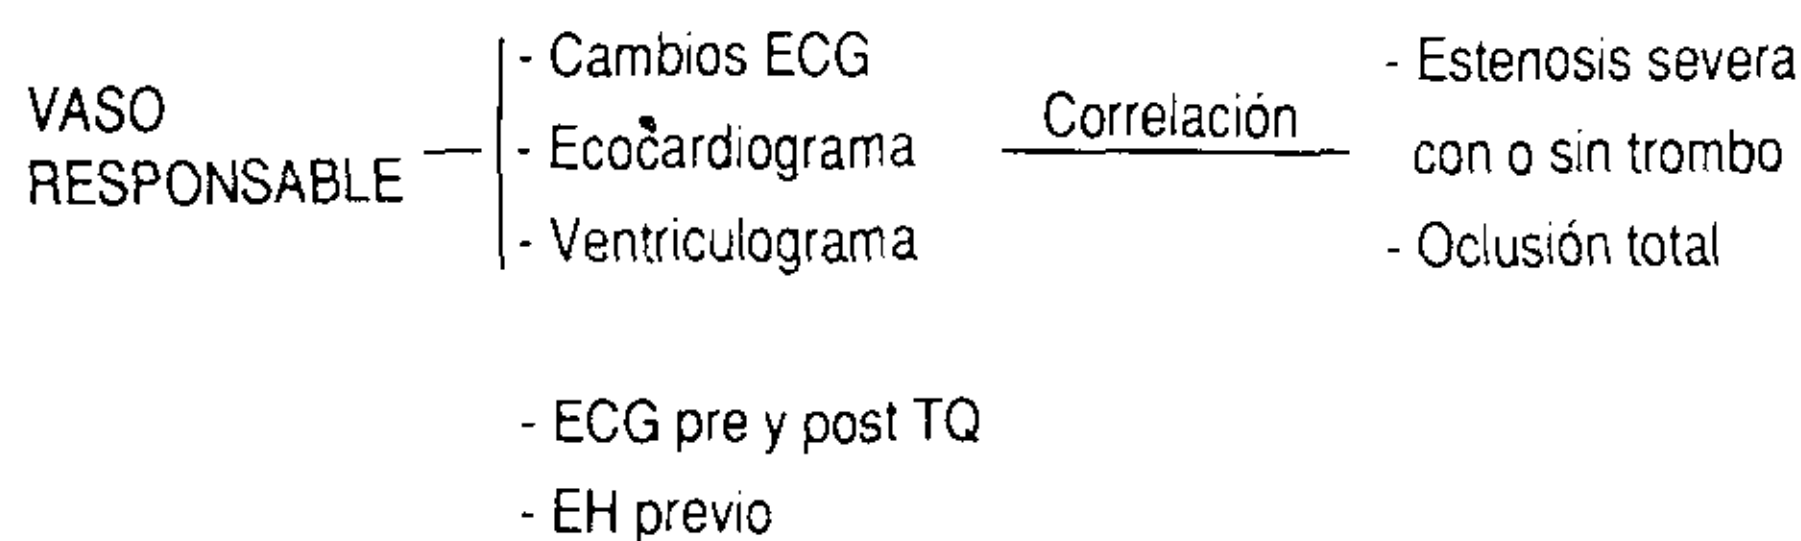 VASO
RESPONSABLE
- Cambios ECG
- Ecocardiograma
- Ventriculograma
Correlación
- Estenosis severa
con o sin trombo
- Oclusión total
- ECG pre y post TQ
- EH previo